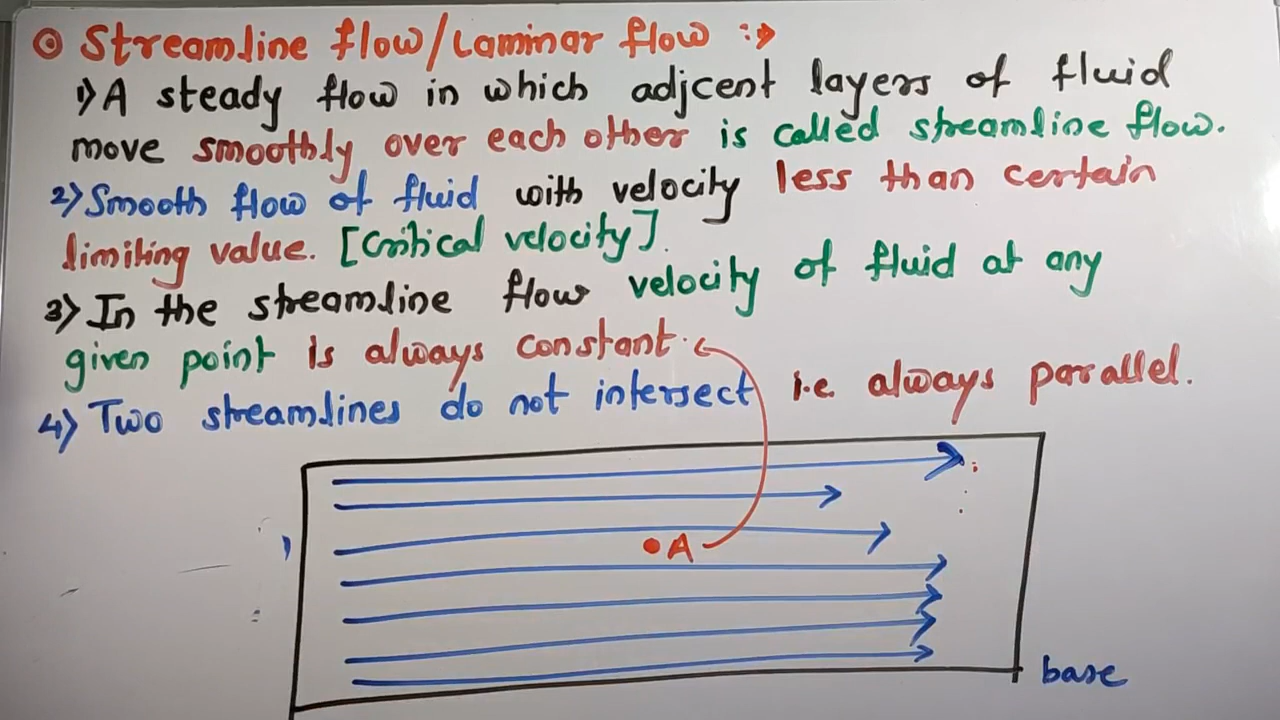 Streamline flow/Laminar flow :→
1) A steady flow in which adjcent layers of fluid
move smoothly over each other is called streamline flow.
2) Smooth flow of fluid with velocity less than certain
limiting value. [Critical velocity].
3) In the streamline flow velocity of fluid at any
given point is always constant.
4) Two streamlines do not intersect i.e always parallel.
A
base